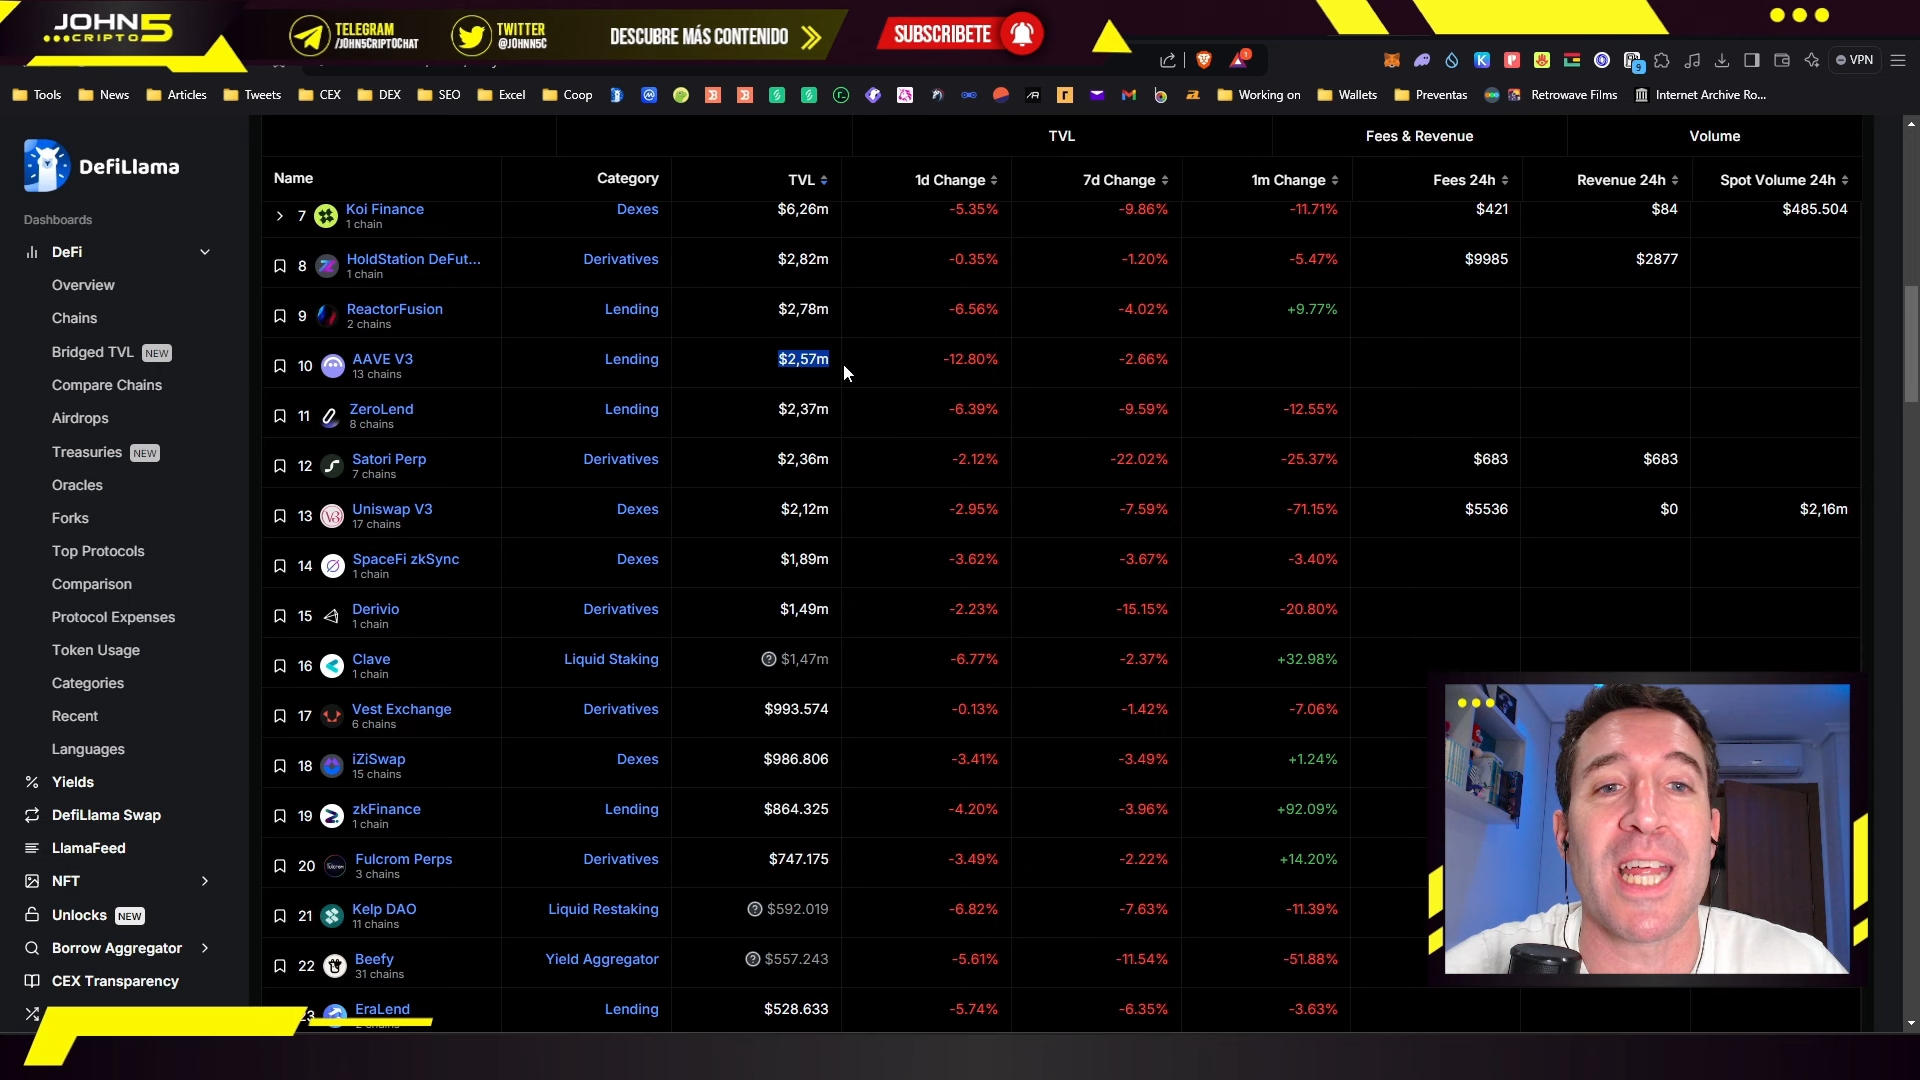 JOHN5
CRIPTO
TELEGRAM
/JOHN5CRIPTOCHAT
TWITTER
@JOHNN5C
DESCUBRE MÁS CONTENIDO
SUBSCRIBETE
1
9
VPN
Tools
News
Articles
Tweets
CEX
DEX
SEO
Excel
Coop
Working on
Wallets
Preventas
Retrowave Films
Internet Archive Ro...
DefiLlama
Dashboards
DeFi
Overview
Chains
Bridged TVL NEW
Compare Chains
Airdrops
Treasuries NEW
Oracles
Forks
Top Protocols
Comparison
Protocol Expenses
Token Usage
Categories
Recent
Languages
Yields
DefiLlama Swap
LlamaFeed
NFT
Unlocks NEW
Borrow Aggregator
CEX Transparency
TVL Fees & Revenue Volume
Name Category TVL 1d Change 7d Change 1m Change Fees 24h Revenue 24h Spot Volume 24h
7 Koi Finance Dexes $6,26m -5.35% -9.86% -11.71% $421 $84 $485.504
1 chain
8 HoldStation DeFut... Derivatives $2,82m -0.35% -1.20% -5.47% $9985 $2877
1 chain
9 ReactorFusion Lending $2,78m -6.56% -4.02% +9.77%
2 chains
10 AAVE V3 Lending $2,57m -12.80% -2.66%
13 chains
11 ZeroLend Lending $2,37m -6.39% -9.59% -12.55%
8 chains
12 Satori Perp Derivatives $2,36m -2.12% -22.02% -25.37% $683 $683
7 chains
13 Uniswap V3 Dexes $2,12m -2.95% -7.59% -71.15% $5536 $0 $2,16m
17 chains
14 SpaceFi zkSync Dexes $1,89m -3.62% -3.67% -3.40%
1 chain
15 Derivio Derivatives $1,49m -2.23% -15.15% -20.80%
1 chain
16 Clave Liquid Staking $1,47m -6.77% -2.37% +32.98%
1 chain
17 Vest Exchange Derivatives $993.574 -0.13% -1.42% -7.06%
6 chains
18 iZiSwap Dexes $986.806 -3.41% -3.49% +1.24%
15 chains
19 zkFinance Lending $864.325 -4.20% -3.96% +92.09%
1 chain
20 Fulcrom Perps Derivatives $747.175 -3.49% -2.22% +14.20%
3 chains
21 Kelp DAO Liquid Restaking $592.019 -6.82% -7.63% -11.39%
11 chains
22 Beefy Yield Aggregator $557.243 -5.61% -11.54% -51.88%
31 chains
23 EraLend Lending $528.633 -5.74% -6.35% -3.63%